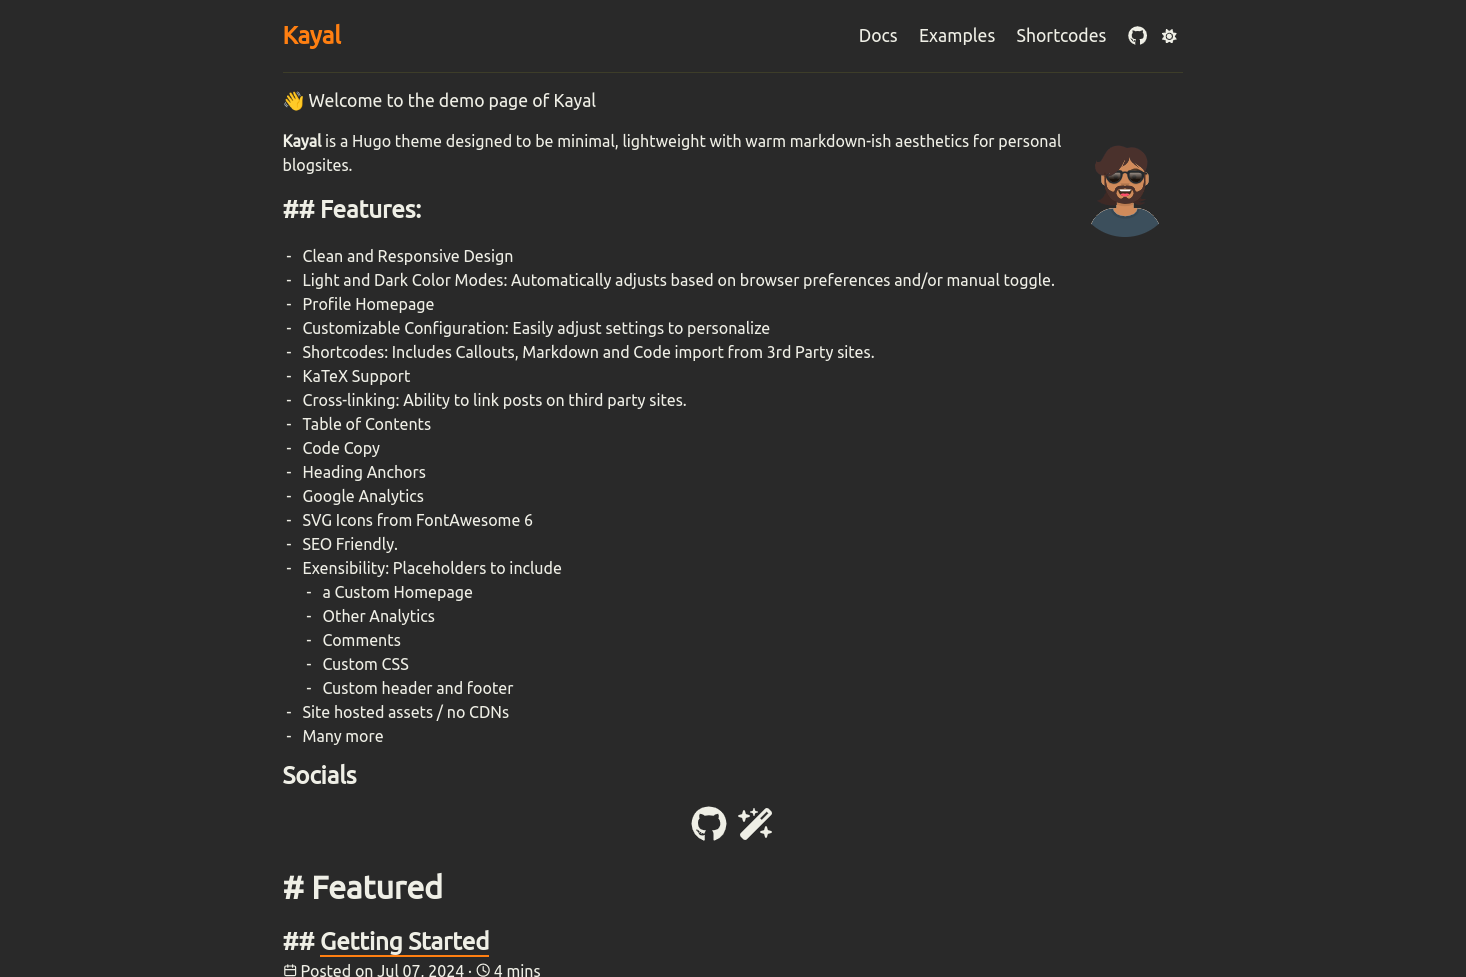 Kayal
Docs Examples Shortcodes
👋 Welcome to the demo page of Kayal
Kayal is a Hugo theme designed to be minimal, lightweight with warm markdown-ish aesthetics for personal
blogsites.
## Features:
- Clean and Responsive Design
- Light and Dark Color Modes: Automatically adjusts based on browser preferences and/or manual toggle.
- Profile Homepage
- Customizable Configuration: Easily adjust settings to personalize
- Shortcodes: Includes Callouts, Markdown and Code import from 3rd Party sites.
- KaTeX Support
- Cross-linking: Ability to link posts on third party sites.
- Table of Contents
- Code Copy
- Heading Anchors
- Google Analytics
- SVG Icons from FontAwesome 6
- SEO Friendly.
- Exensibility: Placeholders to include
- a Custom Homepage
- Other Analytics
- Comments
- Custom CSS
- Custom header and footer
- Site hosted assets / no CDNs
- Many more
Socials
# Featured
## Getting Started
Posted on Jul 07, 2024 · 4 mins